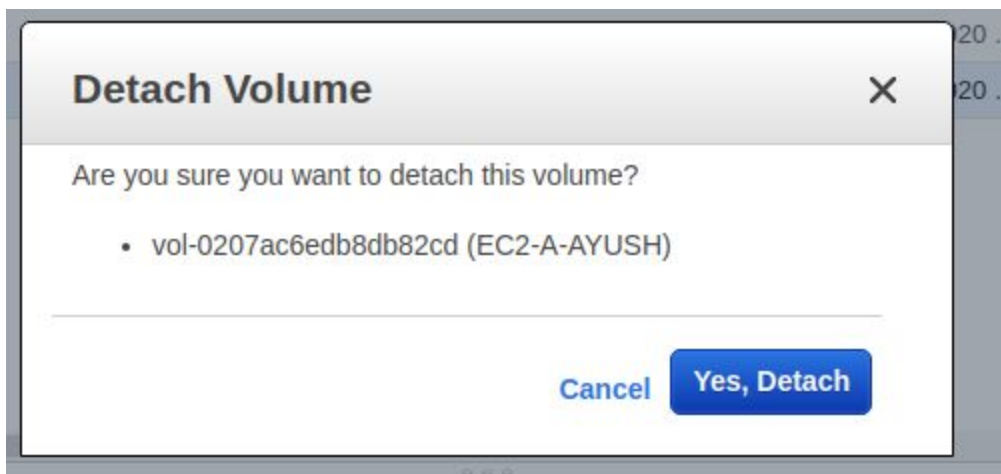 Detach Volume
Are you sure you want to detach this volume?
• vol-0207ac6edb8db82cd (EC2-A-AYUSH)
Cancel
Yes, Detach